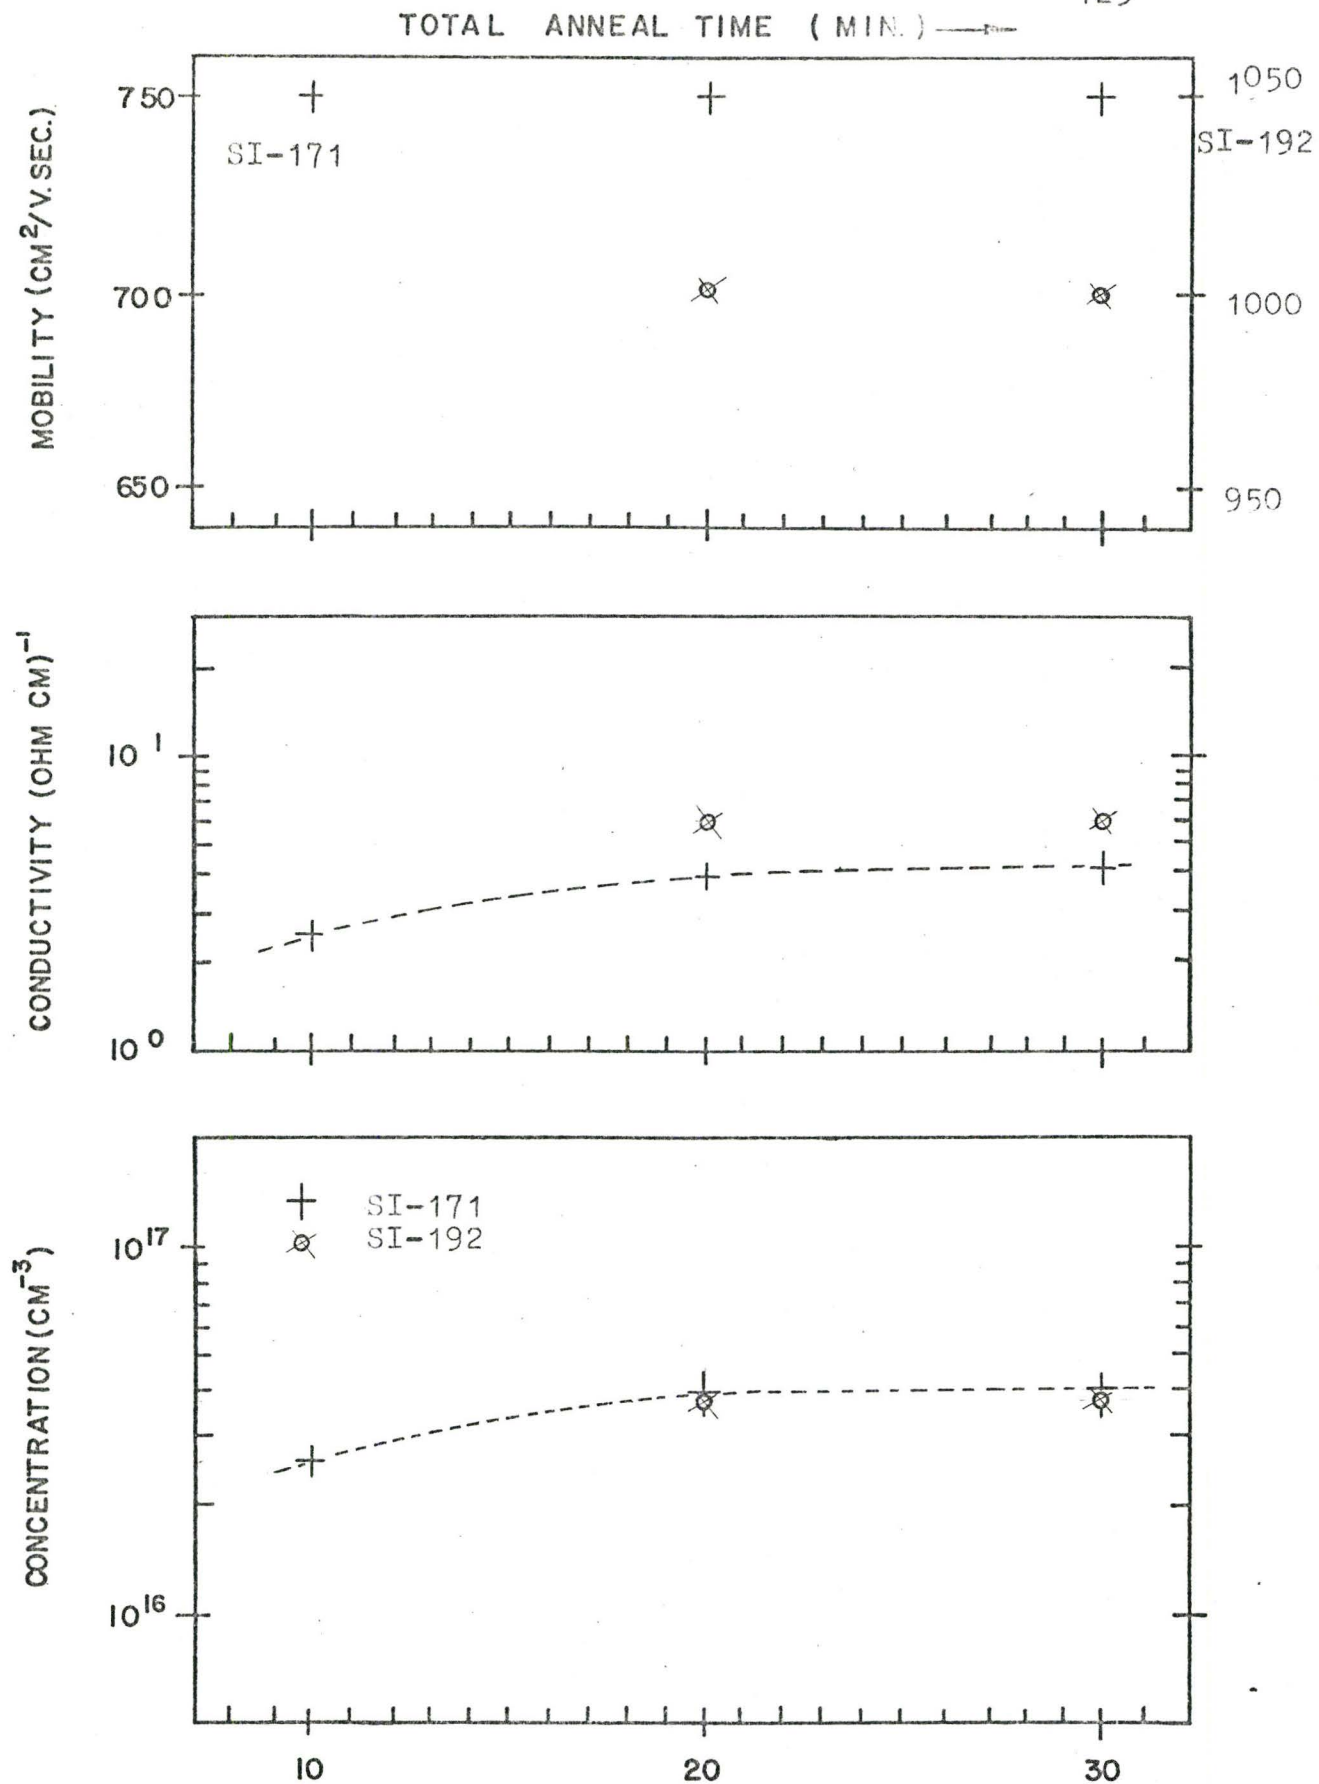 TOTAL ANNEAL TIME (MIN.)
MOBILITY (CM²/V.SEC.)
750
700
650
SI-171
1050
SI-192
1000
950
CONDUCTIVITY (OHM CM)⁻¹
10¹
10⁰
CONCENTRATION (CM⁻³)
10¹⁷
10¹⁶
SI-171
SI-192
10 20 30